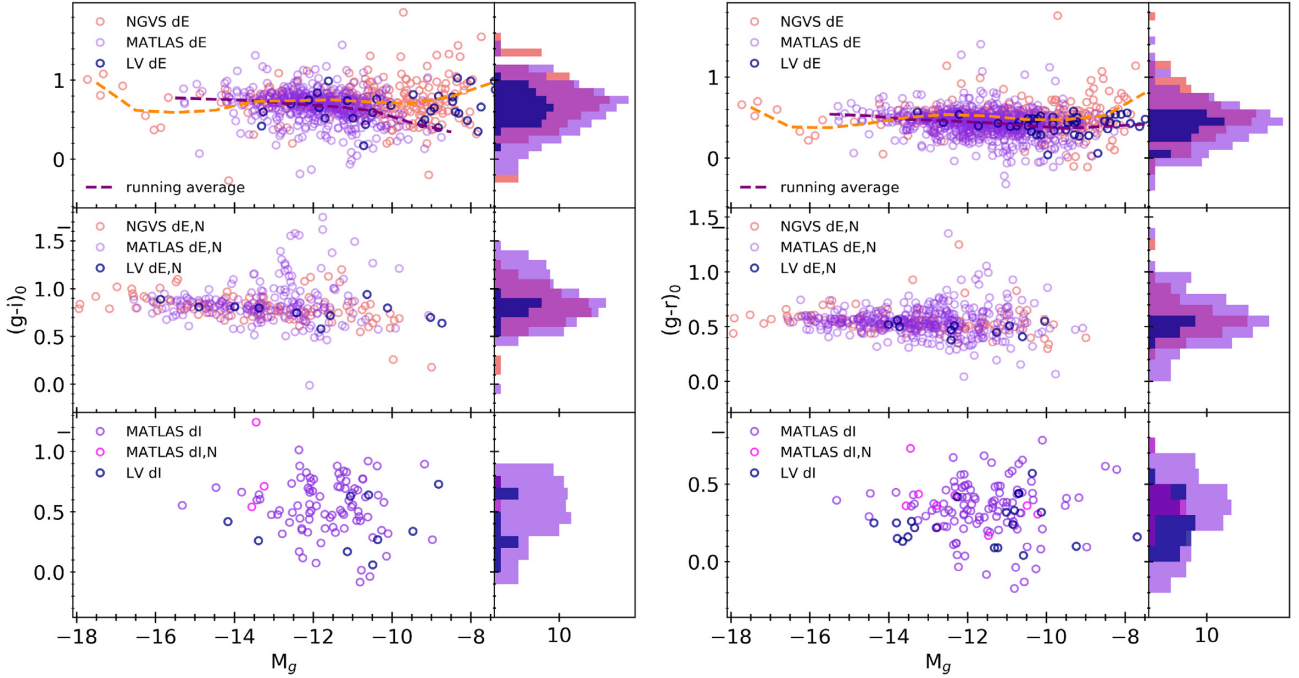 NGVS dE
MATLAS dE
LV dE
running average
1
0
NGVS dE,N
MATLAS dE,N
LV dE,N
1.5
1.0
0.5
0.0
(g-i)₀
MATLAS dI
MATLAS dI,N
LV dI
1.0
0.5
0.0
−18 −16 −14 −12 −10 −8 10
M_g
NGVS dE
MATLAS dE
LV dE
running average
1
0
NGVS dE,N
MATLAS dE,N
LV dE,N
1.5
1.0
0.5
0.0
(g-r)₀
MATLAS dI
MATLAS dI,N
LV dI
0.5
0.0
−18 −16 −14 −12 −10 −8 10
M_g